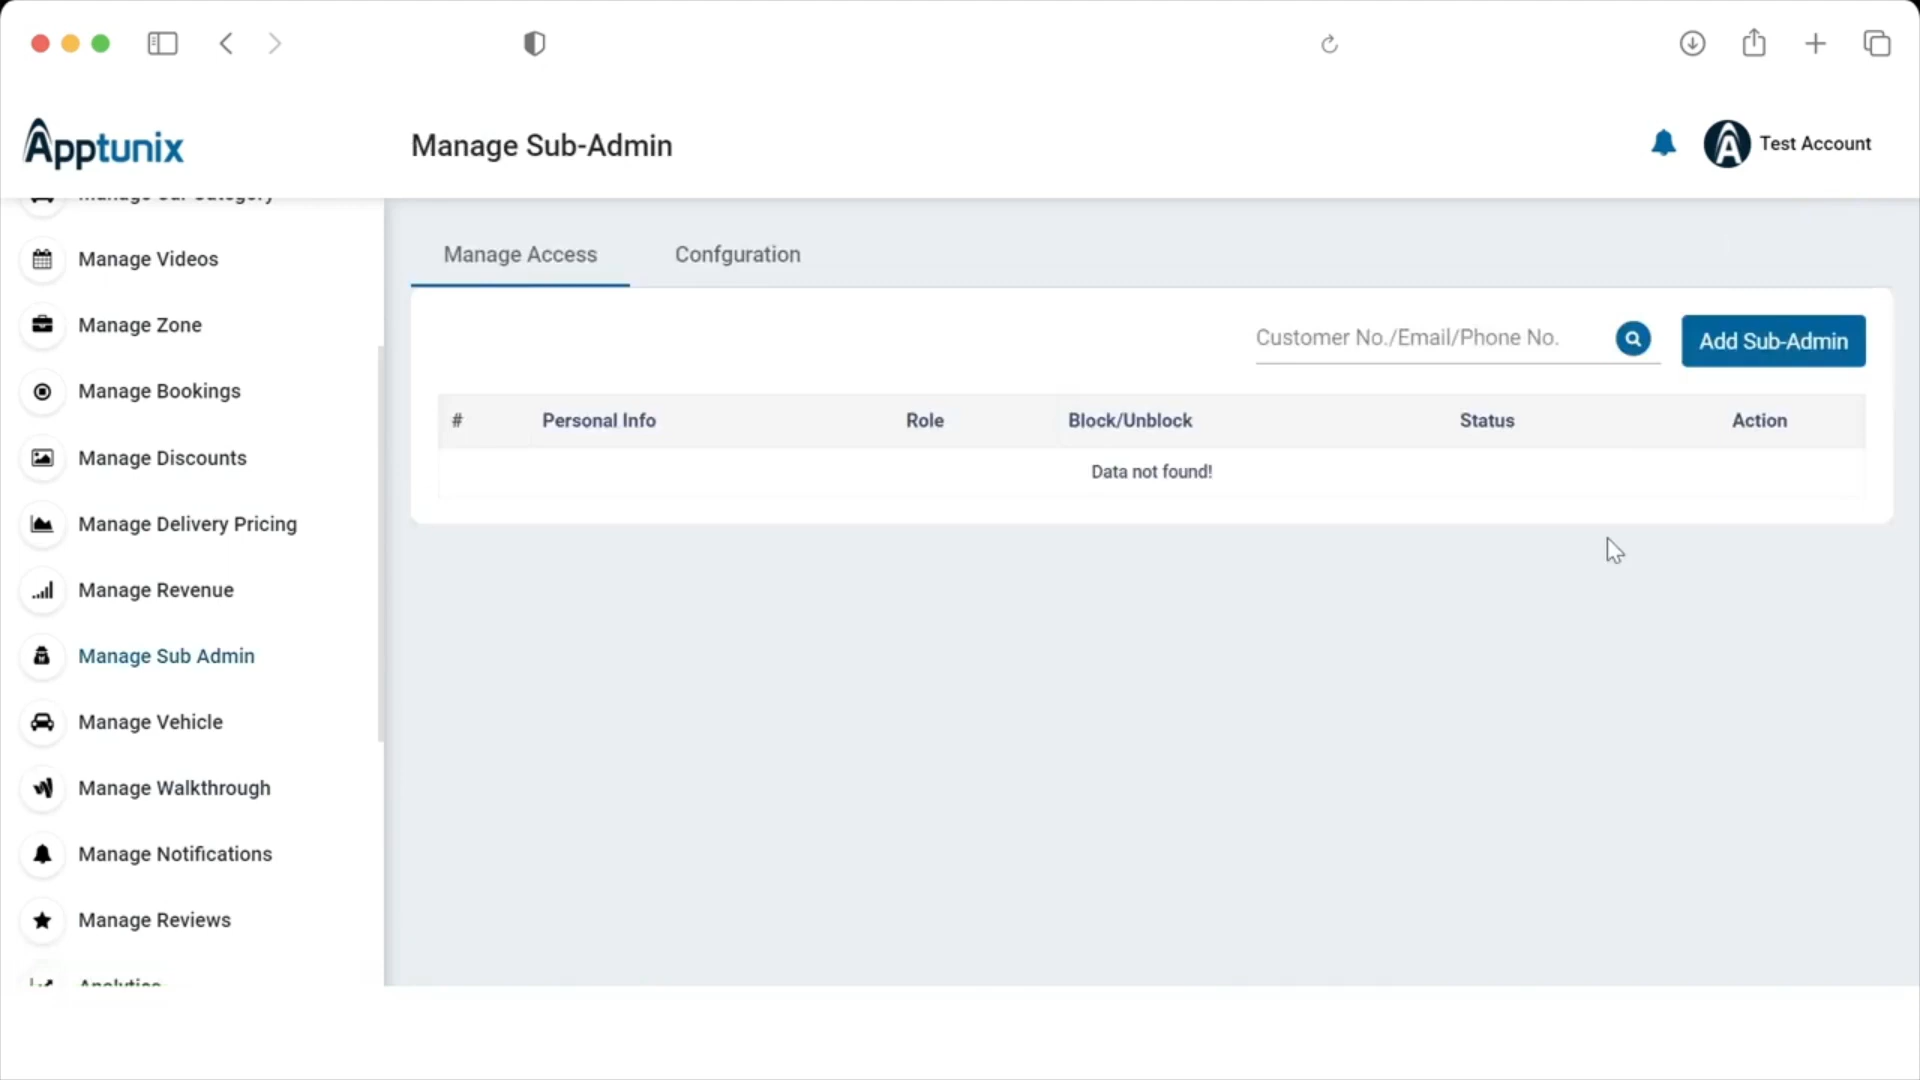 Apptunix
Manage Sub-Admin
Test Account
Manage Car Category
Manage Videos
Manage Zone
Manage Bookings
Manage Discounts
Manage Delivery Pricing
Manage Revenue
Manage Sub Admin
Manage Vehicle
Manage Walkthrough
Manage Notifications
Manage Reviews
Analytics
Manage Access
Confguration
Customer No./Email/Phone No.
Add Sub-Admin
# Personal Info Role Block/Unblock Status Action
Data not found!